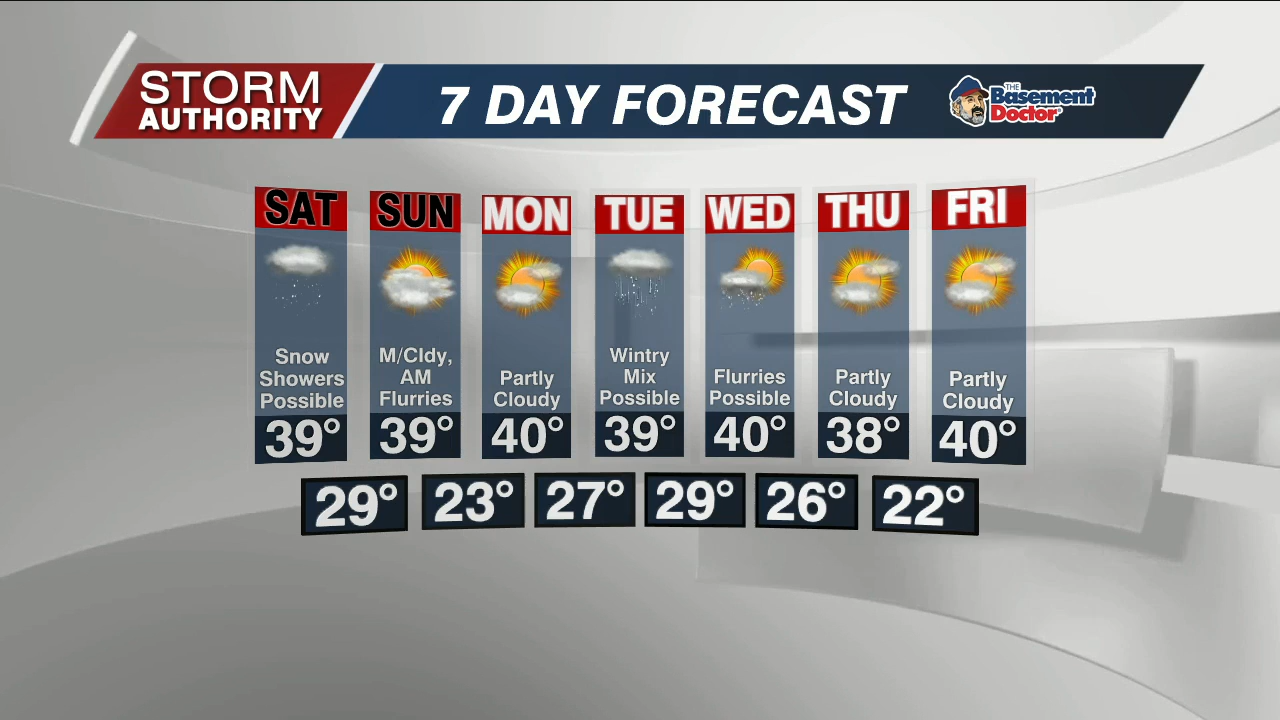 STORM
AUTHORITY
7 DAY FORECAST
THE
Basement
Doctor
SAT
SUN
MON
TUE
WED
THU
FRI
Snow
Showers
Possible
M/Cldy,
AM
Flurries
Partly
Cloudy
Wintry
Mix
Possible
Flurries
Possible
Partly
Cloudy
Partly
Cloudy
39°
39°
40°
39°
40°
38°
40°
29°
23°
27°
29°
26°
22°